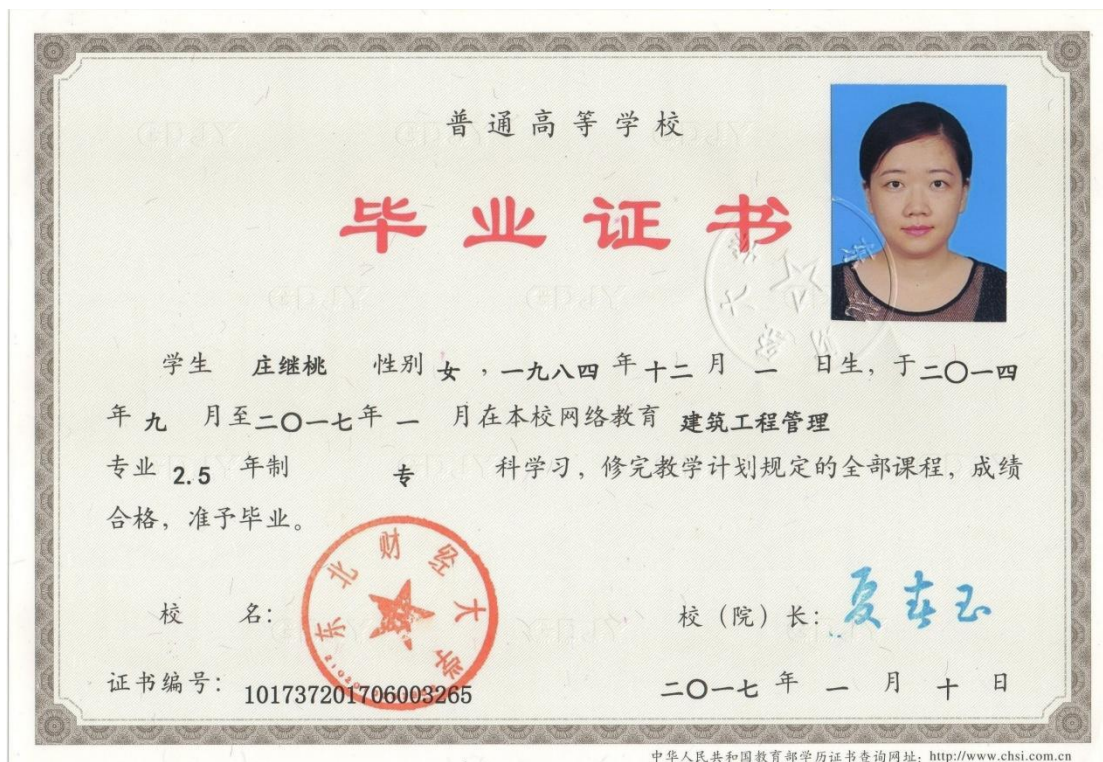 普通高等学校
毕业证书
学生 庄继桃 性别 女 ，一九八四 年 十二 月 一 日生，于 二〇一四
年 九 月至 二〇一七 年 一 月在本校网络教育 建筑工程管理
专业 2.5 年制 专 科学习，修完教学计划规定的全部课程，成绩
合格，准予毕业。
东北财经大学
校 名：
校（院）长：夏春玉
证书编号：101737201706003265
二〇一七 年 一 月 十 日
中华人民共和国教育部学历证书查询网址：http://www.chsi.com.cn